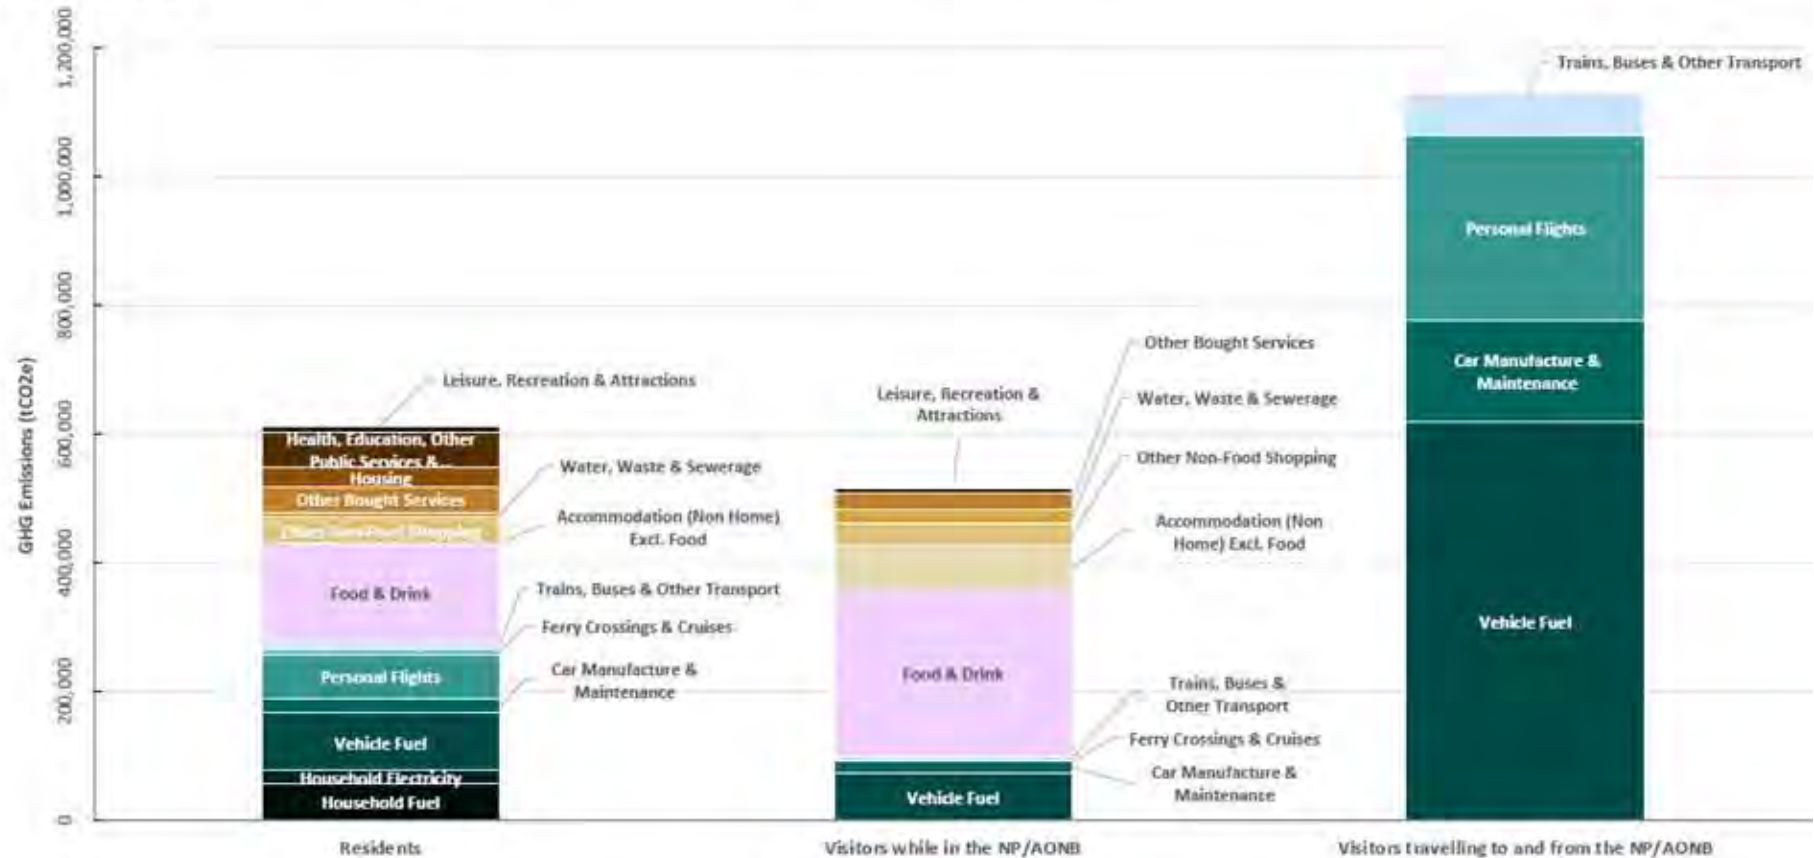 GHG Emissions (tCO2e)
1,200,000
1,000,000
800,000
600,000
400,000
200,000
0
Leisure, Recreation & Attractions
Health, Education, Other
Public Services &...
Housing
Other Bought Services
Water, Waste & Sewerage
Other Non-Food Shopping
Accommodation (Non Home)
Excl. Food
Food & Drink
Trains, Buses & Other Transport
Ferry Crossings & Cruises
Personal Flights
Car Manufacture &
Maintenance
Vehicle Fuel
Household Electricity
Household Fuel
Residents
Other Bought Services
Leisure, Recreation &
Attractions
Water, Waste & Sewerage
Other Non-Food Shopping
Accommodation (Non
Home) Excl. Food
Food & Drink
Trains, Buses &
Other Transport
Ferry Crossings & Cruises
Car Manufacture &
Maintenance
Vehicle Fuel
Visitors while in the NP/AONB
Trains, Buses & Other Transport
Personal Flights
Car Manufacture &
Maintenance
Vehicle Fuel
Visitors travelling to and from the NP/AONB